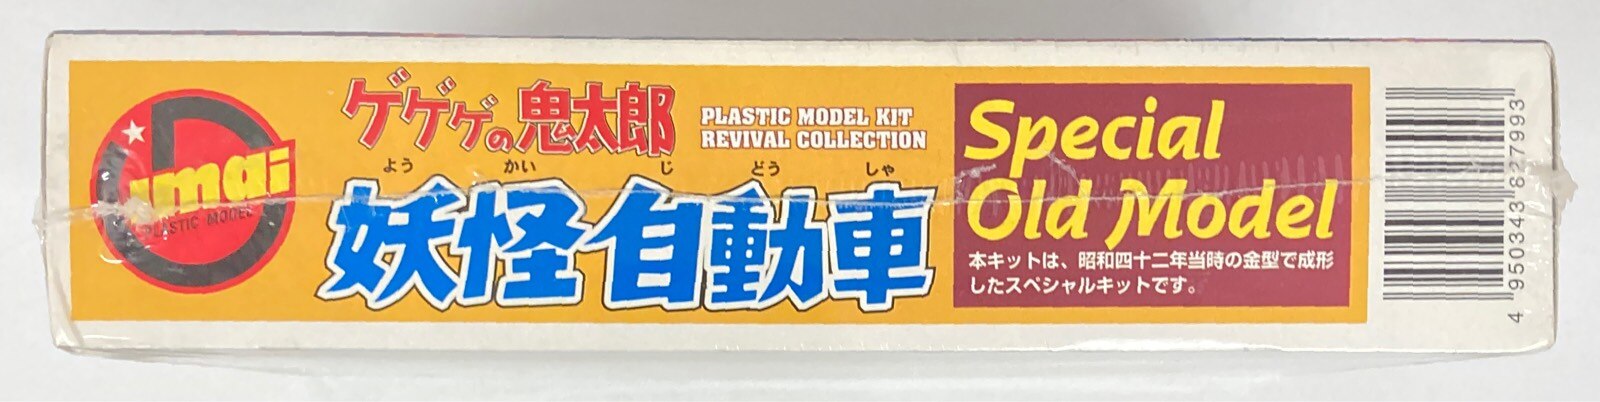 imai
PLASTIC MODEL
ゲゲゲの鬼太郎
PLASTIC MODEL KIT
REVIVAL COLLECTION
よう かい じ どう しゃ
妖怪自動車
Special
Old Model
本キットは、昭和四十二年当時の金型で成形
したスペシャルキットです。
4 950343 827993